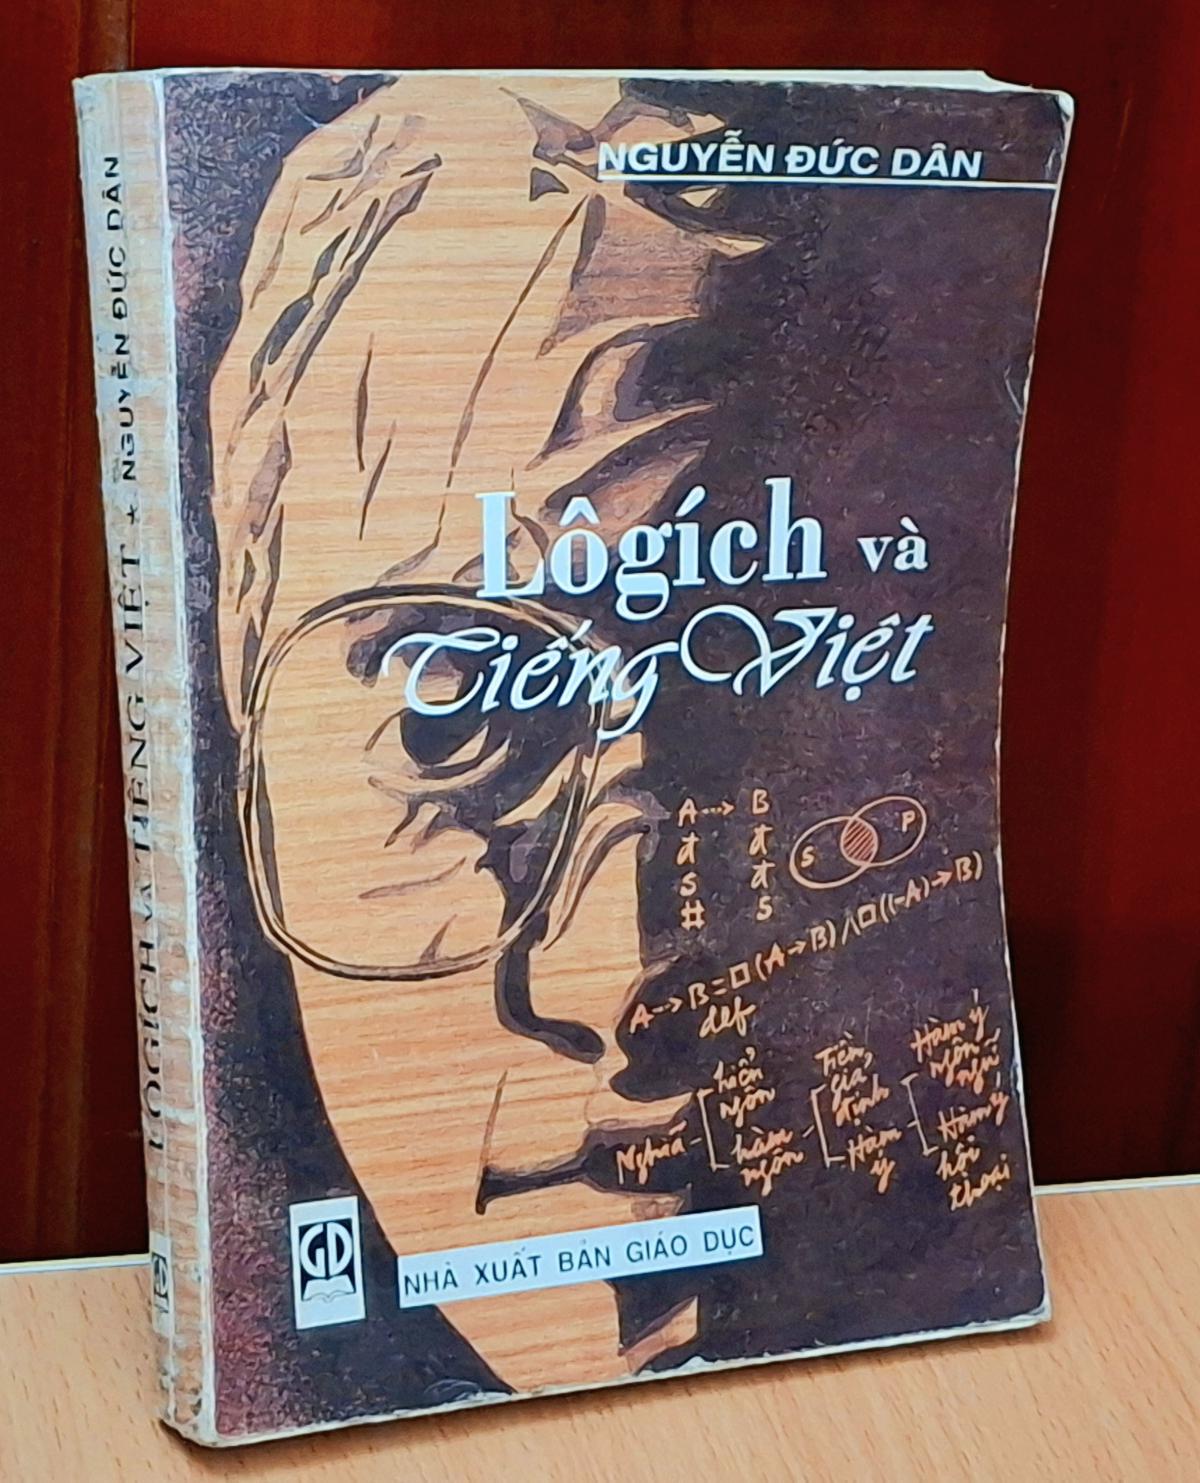 NGUYỄN ĐỨC DÂN
Lôgích và
Tiếng Việt
A --> B
đ đ
S đ
# S
S P
A --> B = □ (A -> B) ∧ □ ((-A) -> B)
def
Nghĩa
hiển
ngôn
hàm
ngôn
Tiền
giả
định
Hàm
ý
Hàm ý
ngôn
ngữ
Hàm ý
hội
thoại
GD
NHÀ XUẤT BẢN GIÁO DỤC
LÔGÍCH VÀ TIẾNG VIỆT ★ NGUYỄN ĐỨC DÂN